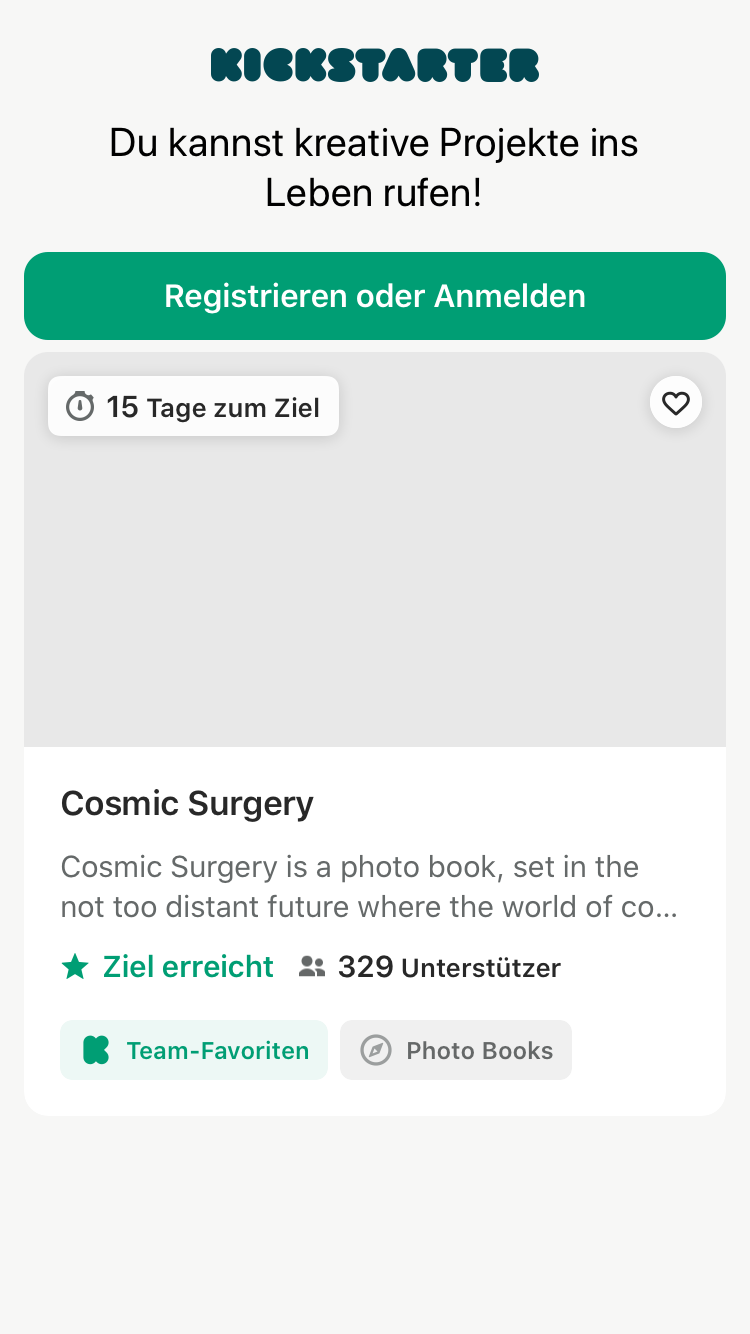 KICKSTARTER
Du kannst kreative Projekte ins
Leben rufen!
Registrieren oder Anmelden
15 Tage zum Ziel
Cosmic Surgery
Cosmic Surgery is a photo book, set in the
not too distant future where the world of co...
Ziel erreicht 329 Unterstützer
Team-Favoriten Photo Books